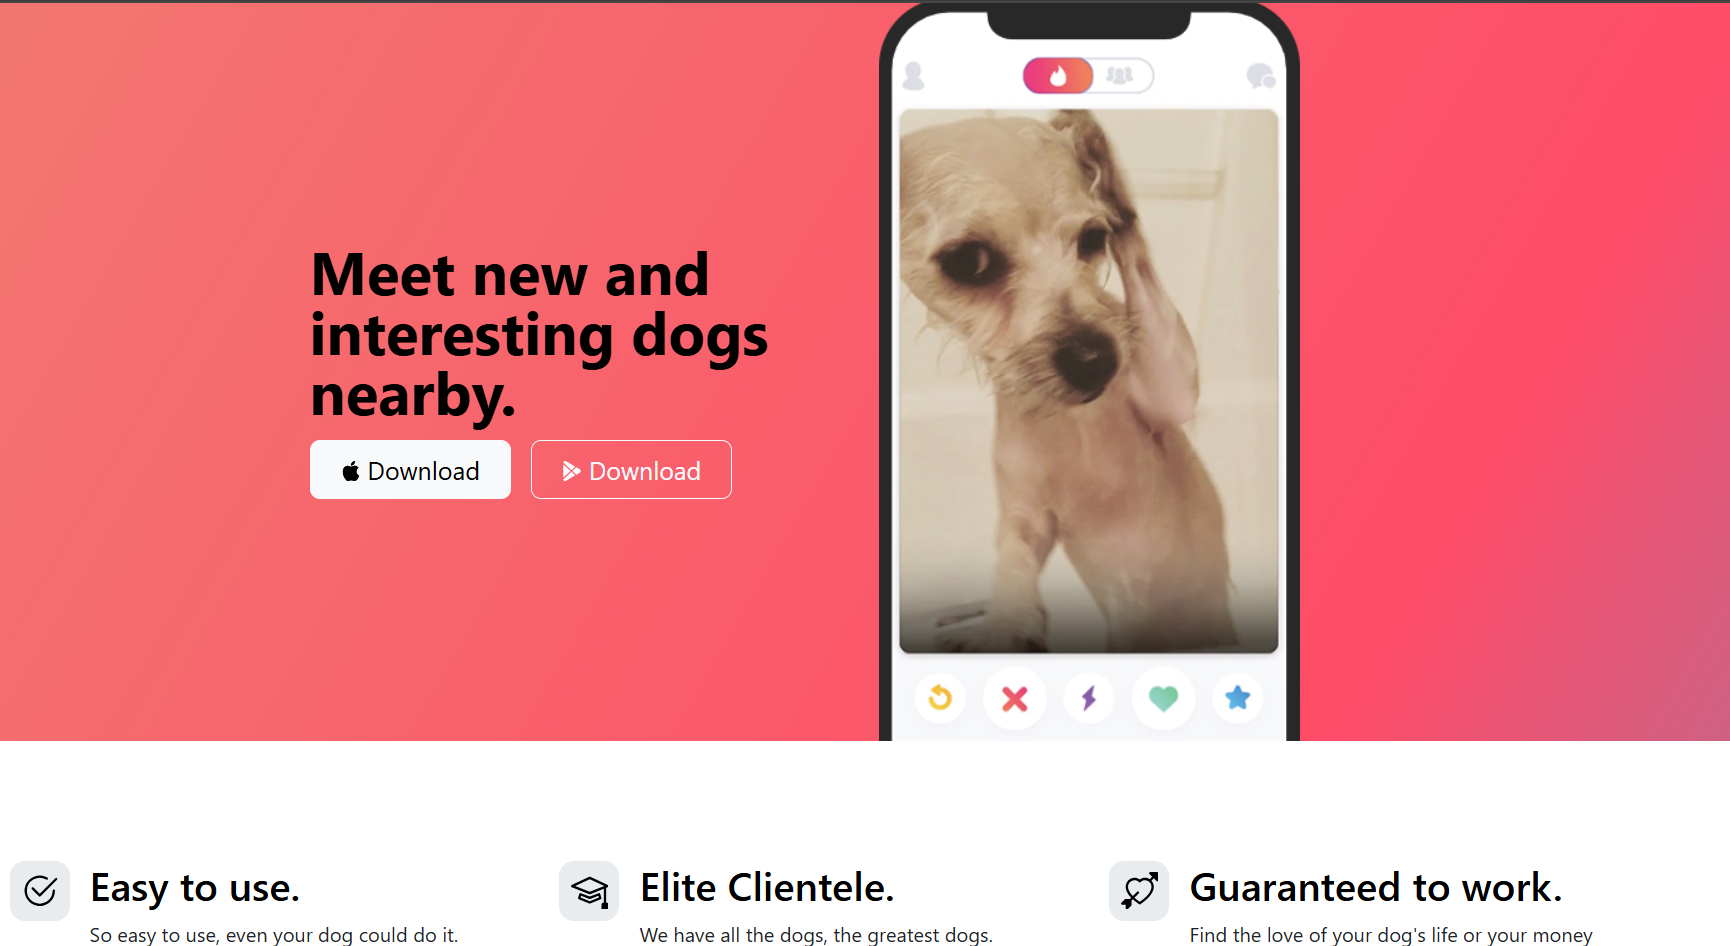 Meet new and
interesting dogs
nearby.
Download
Download
Easy to use.
So easy to use, even your dog could do it.
Elite Clientele.
We have all the dogs, the greatest dogs.
Guaranteed to work.
Find the love of your dog's life or your money